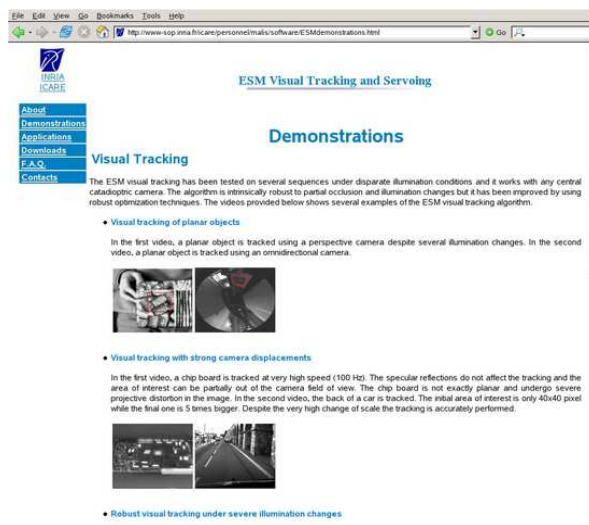 File Edit View Go Bookmarks Tools Help
http://www-sop.inria.fr/icare/personnel/malis/software/ESMdemonstrations.html
Go
INRIA
ICARE
ESM Visual Tracking and Servoing
About
Demonstrations
Applications
Downloads
F.A.Q.
Contacts
Demonstrations
Visual Tracking
The ESM visual tracking has been tested on several sequences under disparate illumination conditions and it works with any central
catadioptric camera. The algorithm is intrinsically robust to partial occlusion and illumination changes but it has been improved by using
robust optimization techniques. The videos provided below shows several examples of the ESM visual tracking algorithm.
Visual tracking of planar objects
In the first video, a planar object is tracked using a perspective camera despite several illumination changes. In the second
video, a planar object is tracked using an omnidirectional camera.
Visual tracking with strong camera displacements
In the first video, a chip board is tracked at very high speed (100 Hz). The specular reflections do not affect the tracking and the
area of interest can be partially out of the camera field of view. The chip board is not exactly planar and undergo severe
projective distortion in the image. In the second video, the back of a car is tracked. The initial area of interest is only 40x40 pixel
while the final one is 5 times bigger. Despite the very high change of scale the tracking is accurately performed.
Robust visual tracking under severe illumination changes